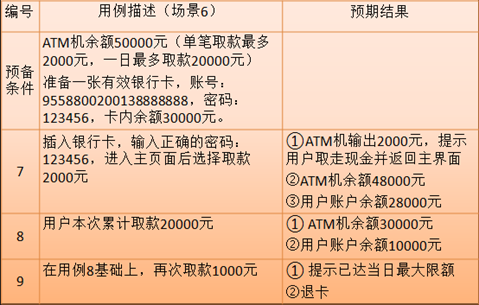 编号
用例描述（场景6）
预期结果
预备
条件
ATM机余额50000元（单笔取款最多
2000元，一日最多取款20000元）
准备一张有效银行卡，账号：
9558800200138888888，密码：
123456，卡内余额30000元。
7
插入银行卡，输入正确的密码：
123456，进入主页面后选择取款
2000元
①ATM机输出2000元，提示
用户取走现金并返回主界面
②ATM机余额48000元
③用户账户余额28000元
8
用户本次累计取款20000元
① ATM机余额30000元
②用户账户余额10000元
9
在用例8基础上，再次取款1000元
① 提示已达当日最大限额
②退卡